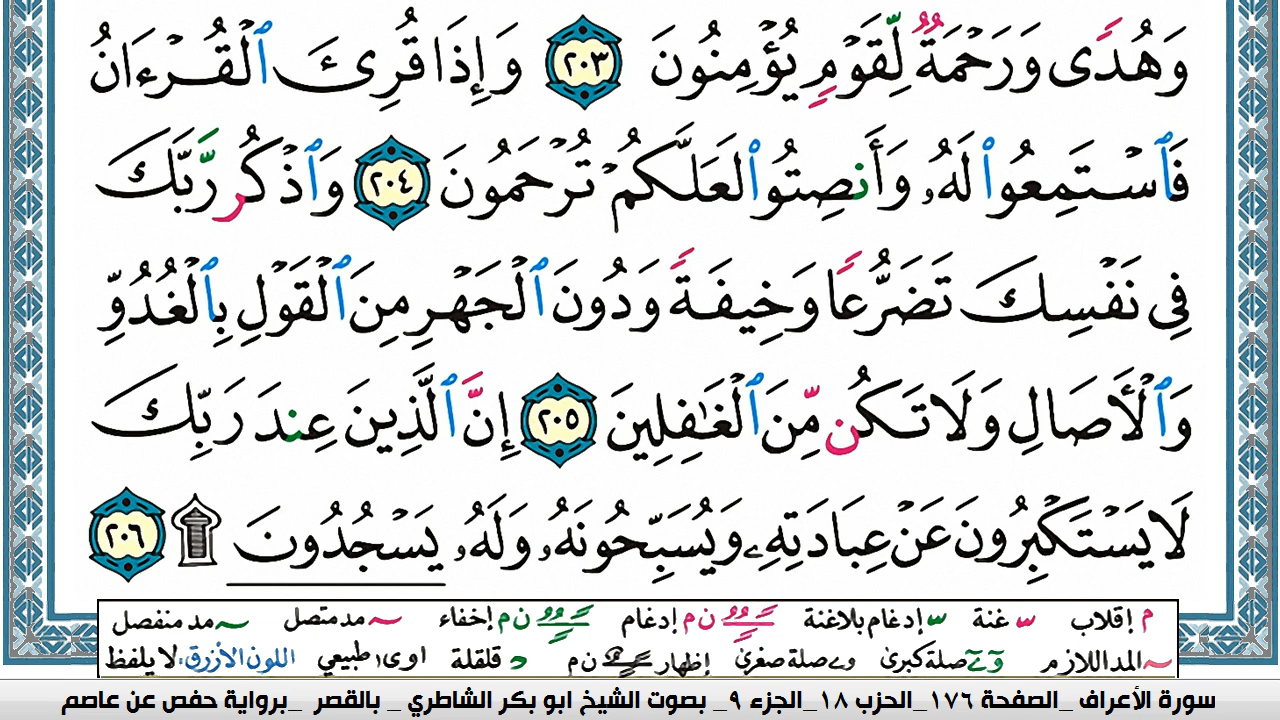 وَهُدًى وَرَحْمَةٌ لِّقَوْمٍ يُؤْمِنُونَ ٢٠٣ وَإِذَا قُرِئَ ٱلْقُرْءَانُ
فَٱسْتَمِعُوا۟ لَهُۥ وَأَنصِتُوا۟ لَعَلَّكُمْ تُرْحَمُونَ ٢٠٤ وَٱذْكُر رَّبَّكَ
فِى نَفْسِكَ تَضَرُّعًا وَخِيفَةً وَدُونَ ٱلْجَهْرِ مِنَ ٱلْقَوْلِ بِٱلْغُدُوِّ
وَٱلْأَصَالِ وَلَا تَكُن مِّنَ ٱلْغَٰفِلِينَ ٢٠٥ إِنَّ ٱلَّذِينَ عِندَ رَبِّكَ
لَا يَسْتَكْبِرُونَ عَنْ عِبَادَتِهِۦ وَيُسَبِّحُونَهُۥ وَلَهُۥ يَسْجُدُونَ ٢٠٦
م إقلاب غنة إدغام بلاغنة ن م إدغام ن م إخفاء مد متصل مد منفصل
المد اللازم صلة كبرى و ے صلة صغرى إظهار ن م د قلقلة اوى ا طبيعي اللون الأزرق: لا يلفظ
سورة الأعراف _الصفحة ١٧٦_الحزب ١٨_الجزء ٩_ بصوت الشيخ ابو بكر الشاطري _ بالقصر _برواية حفص عن عاصم